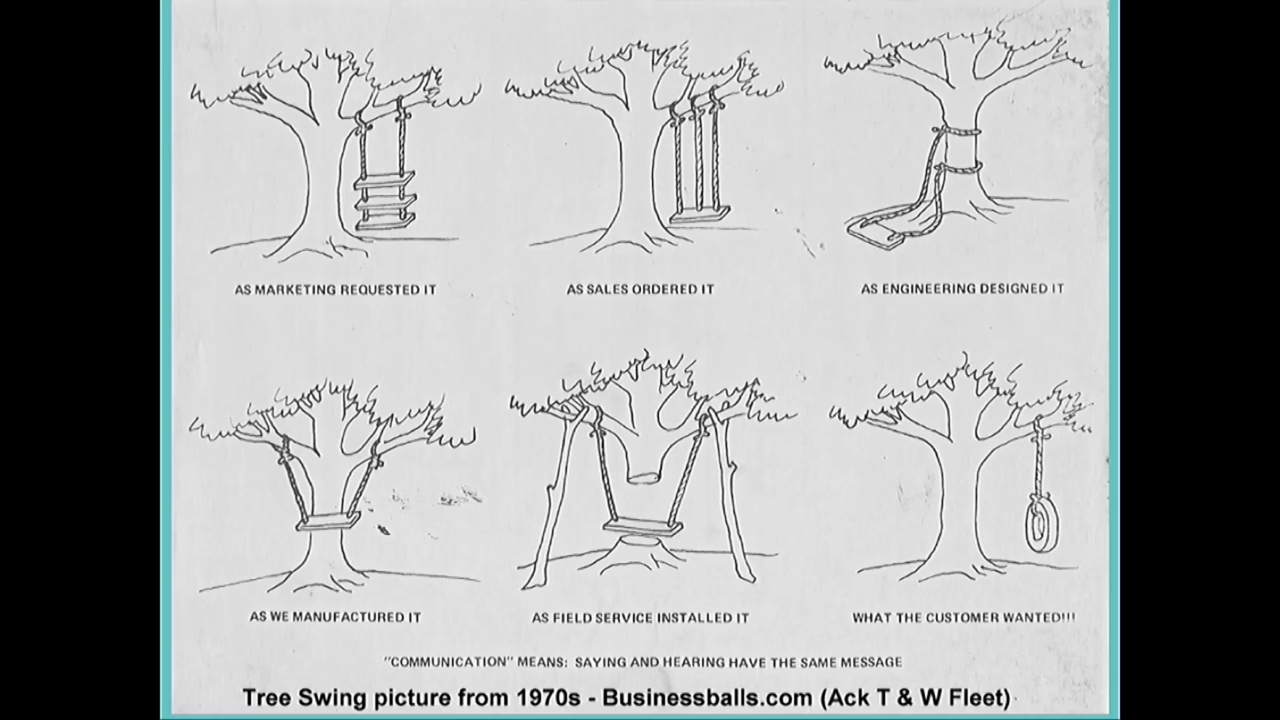 AS MARKETING REQUESTED IT
AS SALES ORDERED IT
AS ENGINEERING DESIGNED IT
AS WE MANUFACTURED IT
AS FIELD SERVICE INSTALLED IT
WHAT THE CUSTOMER WANTED!!!
"COMMUNICATION" MEANS: SAYING AND HEARING HAVE THE SAME MESSAGE
Tree Swing picture from 1970s - Businessballs.com (Ack T & W Fleet)